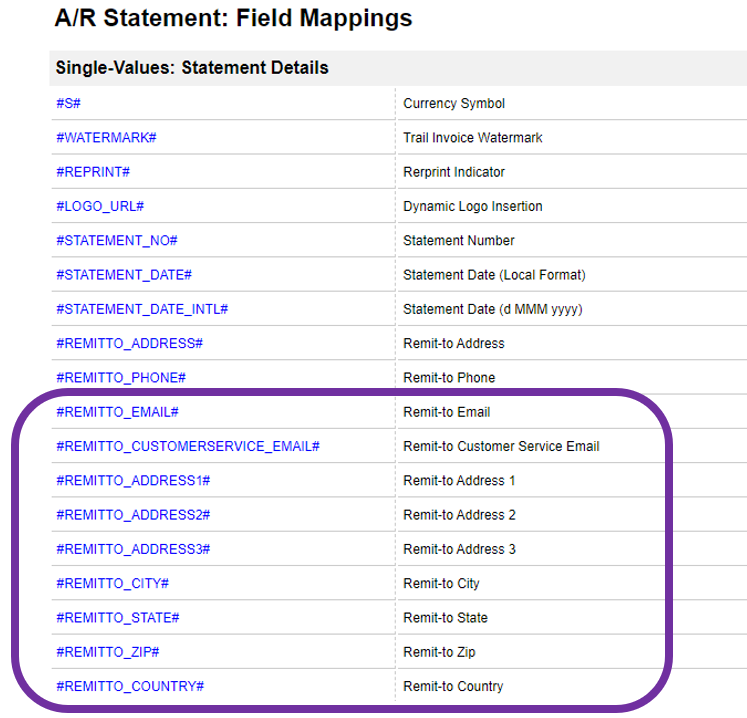 A/R Statement: Field Mappings
Single-Values: Statement Details
#S# Currency Symbol
#WATERMARK# Trail Invoice Watermark
#REPRINT# Rerprint Indicator
#LOGO_URL# Dynamic Logo Insertion
#STATEMENT_NO# Statement Number
#STATEMENT_DATE# Statement Date (Local Format)
#STATEMENT_DATE_INTL# Statement Date (d MMM yyyy)
#REMITTO_ADDRESS# Remit-to Address
#REMITTO_PHONE# Remit-to Phone
#REMITTO_EMAIL# Remit-to Email
#REMITTO_CUSTOMERSERVICE_EMAIL# Remit-to Customer Service Email
#REMITTO_ADDRESS1# Remit-to Address 1
#REMITTO_ADDRESS2# Remit-to Address 2
#REMITTO_ADDRESS3# Remit-to Address 3
#REMITTO_CITY# Remit-to City
#REMITTO_STATE# Remit-to State
#REMITTO_ZIP# Remit-to Zip
#REMITTO_COUNTRY# Remit-to Country